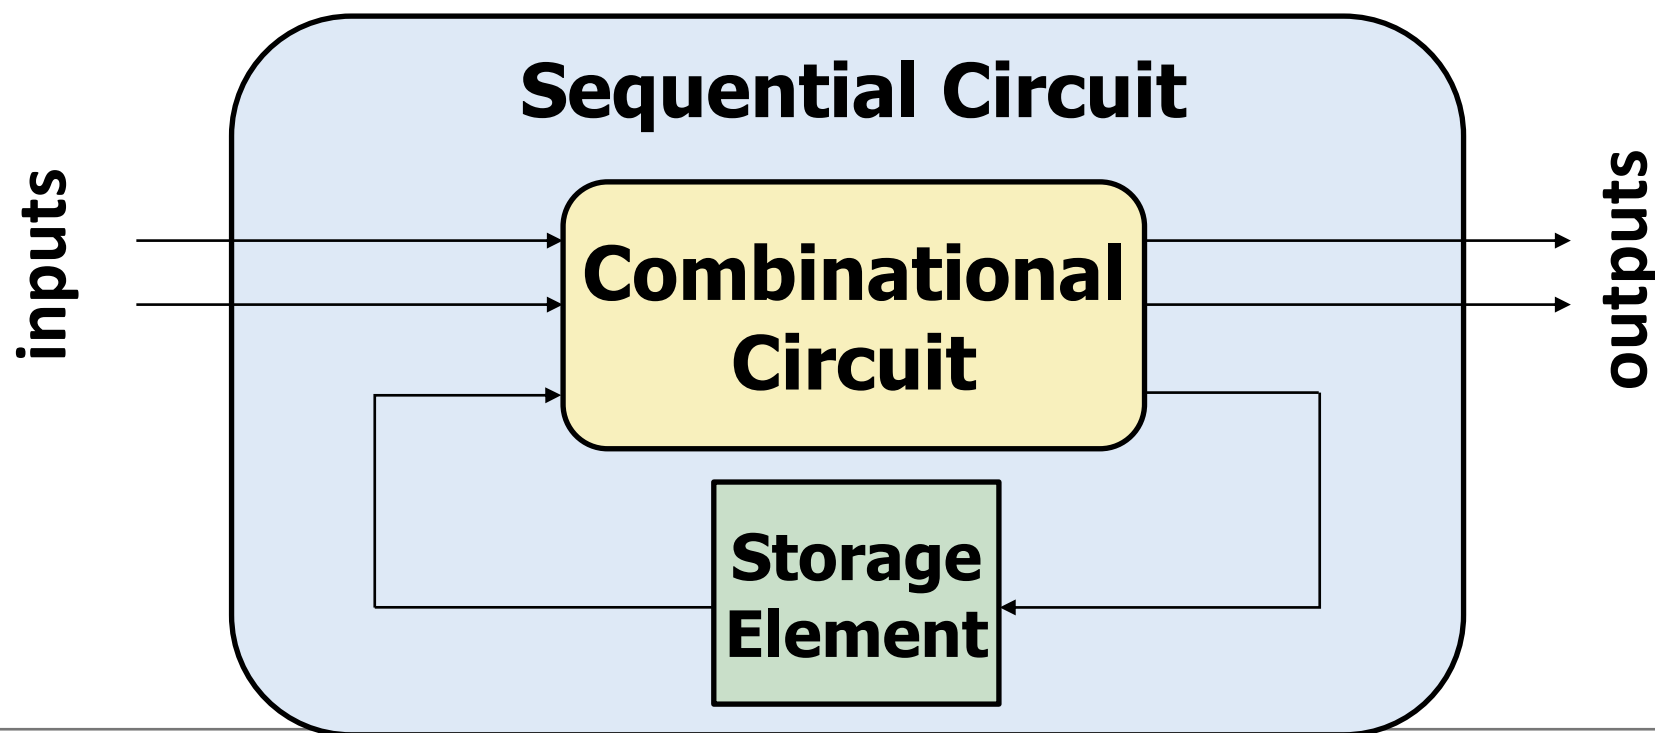 Sequential Circuit
inputs
Combinational
Circuit
outputs
Storage
Element